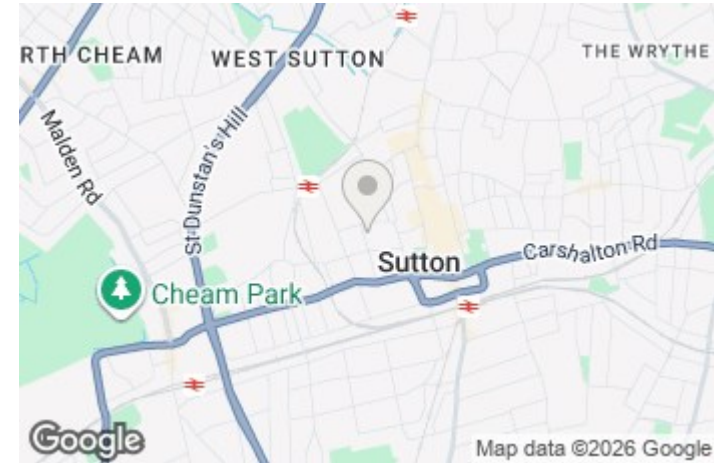 RTH CHEAM
WEST SUTTON
THE WRYTHE
Malden Rd
St Dunstan's Hill
Sutton
Carshalton Rd
Cheam Park
Google
Map data ©2026 Google